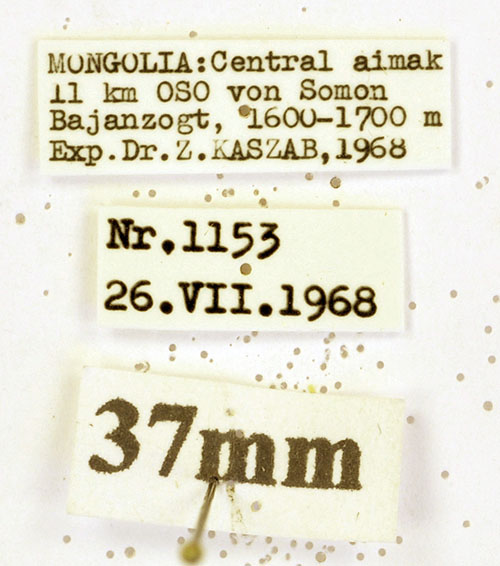 MONGOLIA:Central aimak
11 km OSO von Somon
Bajanzogt, 1600-1700 m
Exp.Dr.Z.KASZAB,1968
Nr.1153
26.VII.1968
37mm